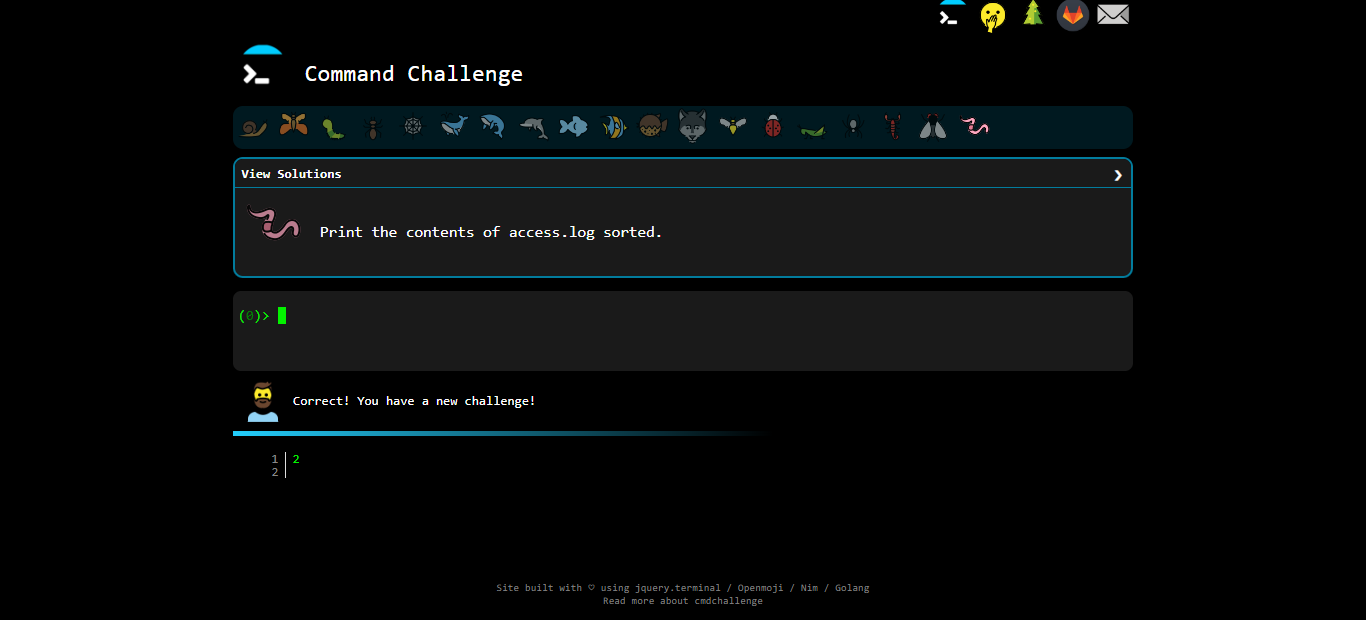 Command Challenge
View Solutions
Print the contents of access.log sorted.
(0)>
Correct! You have a new challenge!
1 2
2
Site built with ♡ using jquery.terminal / Openmoji / Nim / Golang
Read more about cmdchallenge